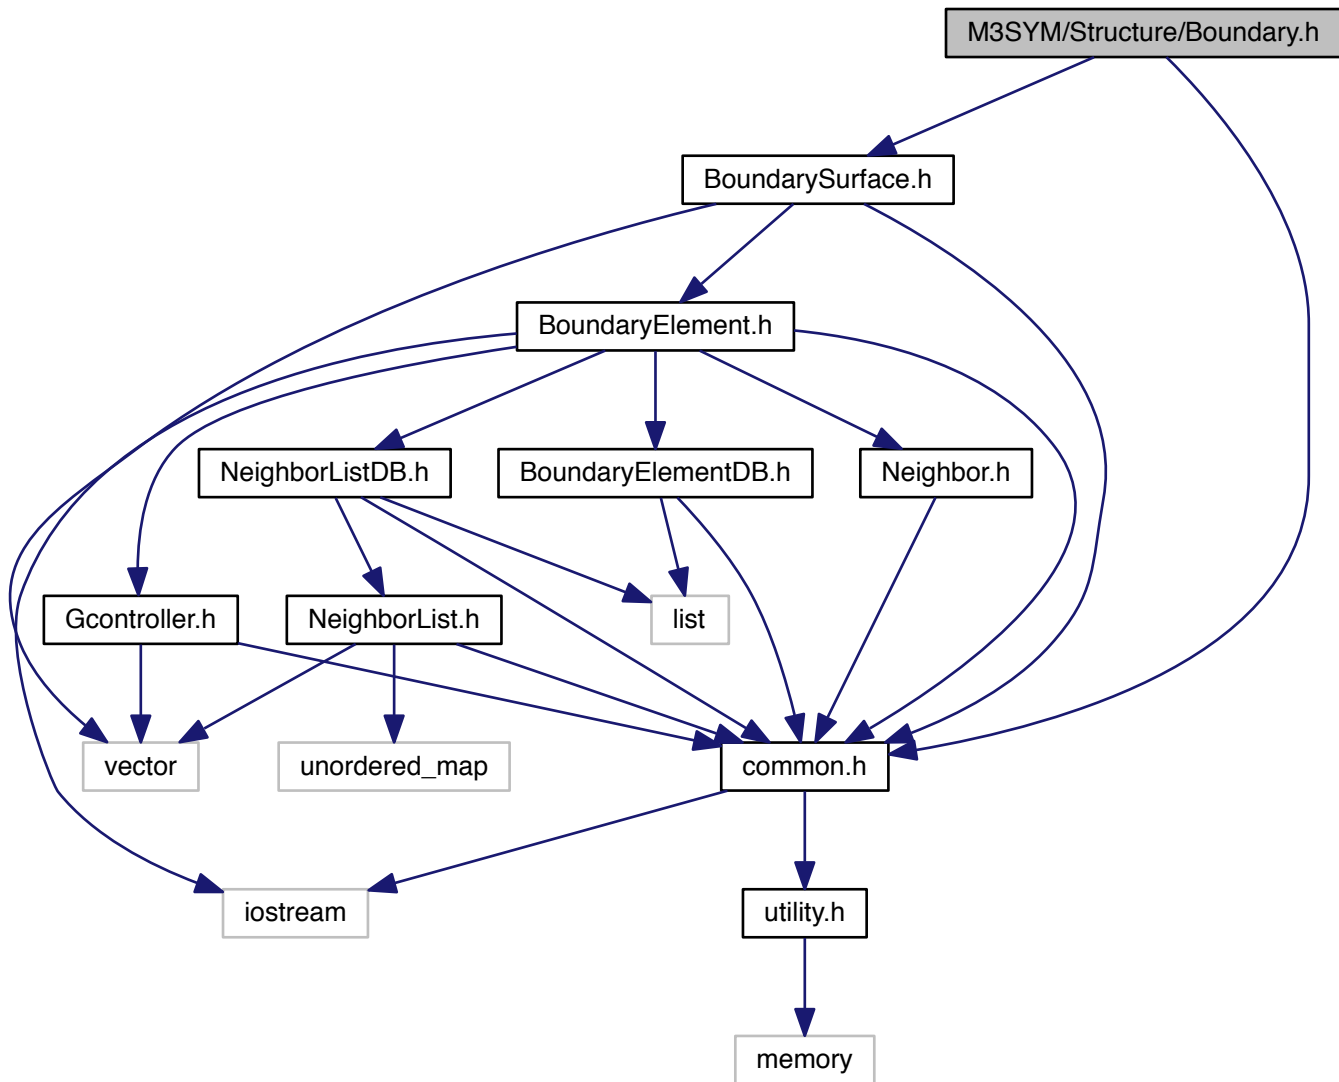 M3SYM/Structure/Boundary.h
BoundarySurface.h
BoundaryElement.h
NeighborListDB.h
BoundaryElementDB.h
Neighbor.h
Gcontroller.h
NeighborList.h
list
vector
unordered_map
common.h
iostream
utility.h
memory